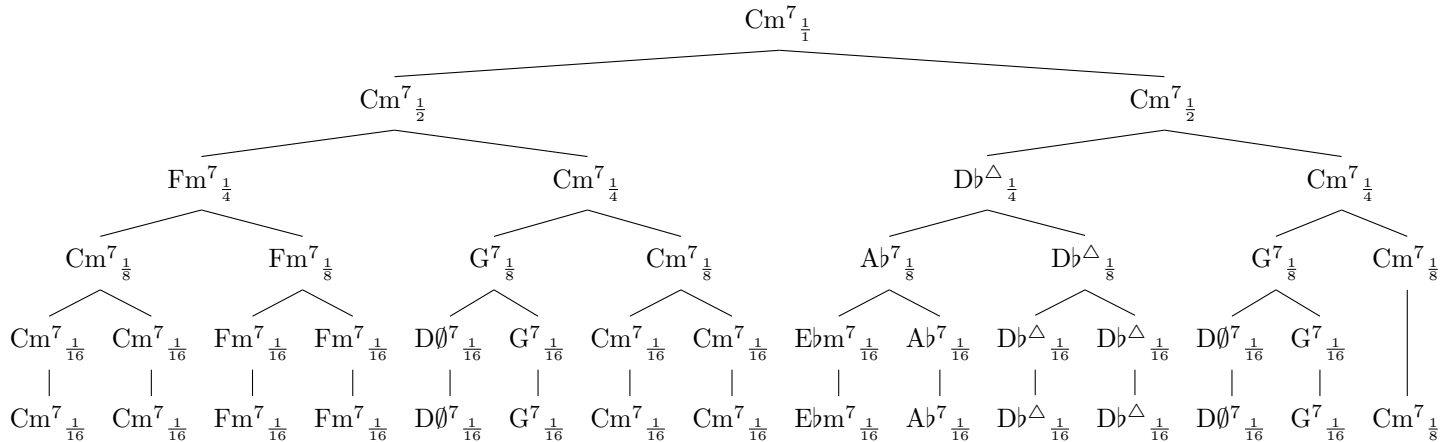 Cm⁷ 1/1
Cm⁷ 1/2 Cm⁷ 1/2
Fm⁷ 1/4 Cm⁷ 1/4 D♭△ 1/4 Cm⁷ 1/4
Cm⁷ 1/8 Fm⁷ 1/8 G⁷ 1/8 Cm⁷ 1/8 A♭⁷ 1/8 D♭△ 1/8 G⁷ 1/8 Cm⁷ 1/8
Cm⁷ 1/16 Cm⁷ 1/16 Fm⁷ 1/16 Fm⁷ 1/16 D∅⁷ 1/16 G⁷ 1/16 Cm⁷ 1/16 Cm⁷ 1/16 E♭m⁷ 1/16 A♭⁷ 1/16 D♭△ 1/16 D♭△ 1/16 D∅⁷ 1/16 G⁷ 1/16
Cm⁷ 1/16 Cm⁷ 1/16 Fm⁷ 1/16 Fm⁷ 1/16 D∅⁷ 1/16 G⁷ 1/16 Cm⁷ 1/16 Cm⁷ 1/16 E♭m⁷ 1/16 A♭⁷ 1/16 D♭△ 1/16 D♭△ 1/16 D∅⁷ 1/16 G⁷ 1/16 Cm⁷ 1/8